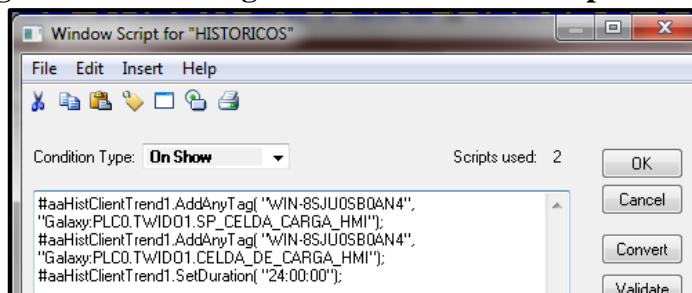 Window Script for "HISTORICOS"
File Edit Insert Help
Condition Type: On Show
Scripts used: 2
OK
Cancel
Convert
Validate
#aaHistClientTrend1.AddAnyTag( "WIN-8SJU0SB0AN4",
"Galaxy:PLC0.TWIDO1.SP_CELDA_CARGA_HMI");
#aaHistClientTrend1.AddAnyTag( "WIN-8SJU0SB0AN4",
"Galaxy:PLC0.TWIDO1.CELDA_DE_CARGA_HMI");
#aaHistClientTrend1.SetDuration( "24:00:00");